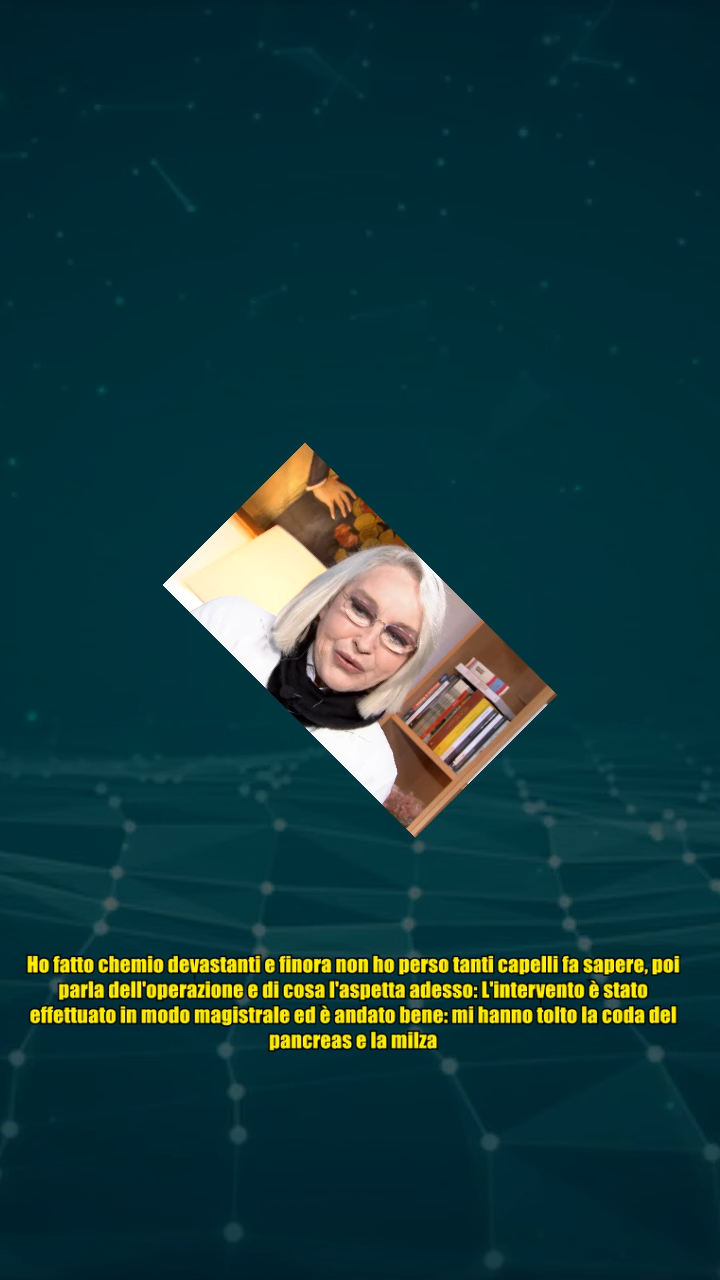 Ho fatto chemio devastanti e finora non ho perso tanti capelli fa sapere, poi
parla dell'operazione e di cosa l'aspetta adesso: L'intervento è stato
effettuato in modo magistrale ed è andato bene: mi hanno tolto la coda del
pancreas e la milza